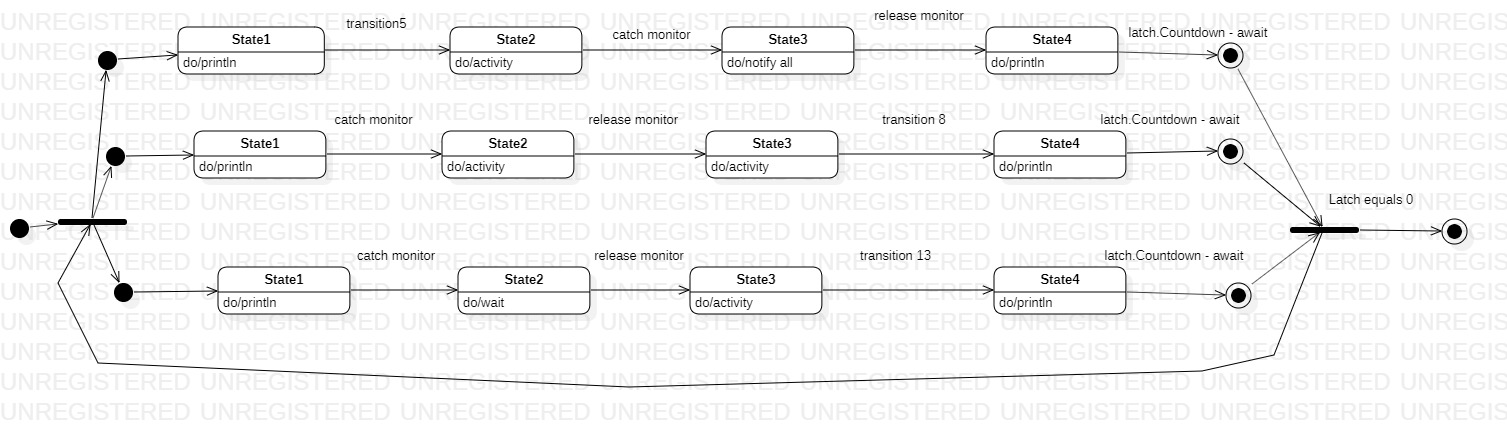 transition5
catch monitor
release monitor
latch.Countdown - await
State1
do/println
State2
do/activity
State3
do/notify all
State4
do/println
catch monitor
release monitor
transition 8
latch.Countdown - await
State1
do/println
State2
do/activity
State3
do/activity
State4
do/println
Latch equals 0
catch monitor
release monitor
transition 13
latch.Countdown - await
State1
do/println
State2
do/wait
State3
do/activity
State4
do/println
UNREGISTERED UNREGISTERED UNREGISTERED UNREGISTERED UNREGISTERED UNREGISTERED UNREGISTERED UNREGIS